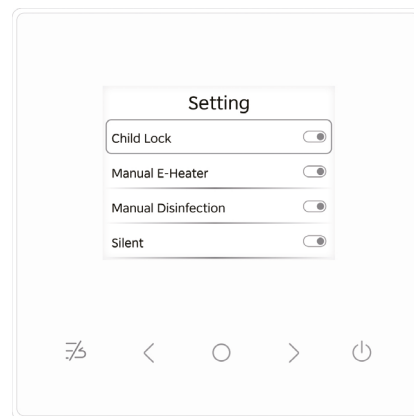 Setting
Child Lock
Manual E-Heater
Manual Disinfection
Silent